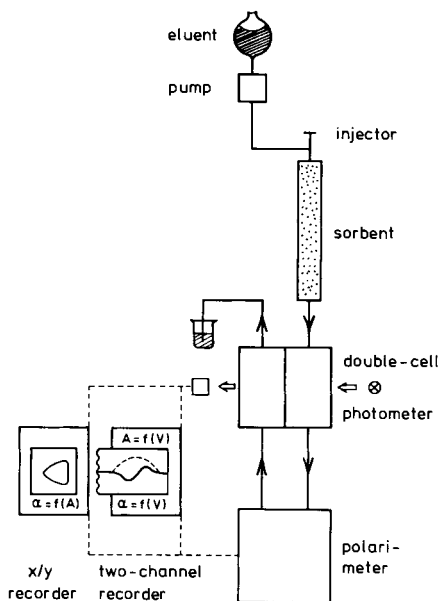 eluent
pump
injector
sorbent
double-cell
photometer
A = f(V)
α = f(A)
α = f(V)
polari-
meter
x/y
recorder
two-channel
recorder